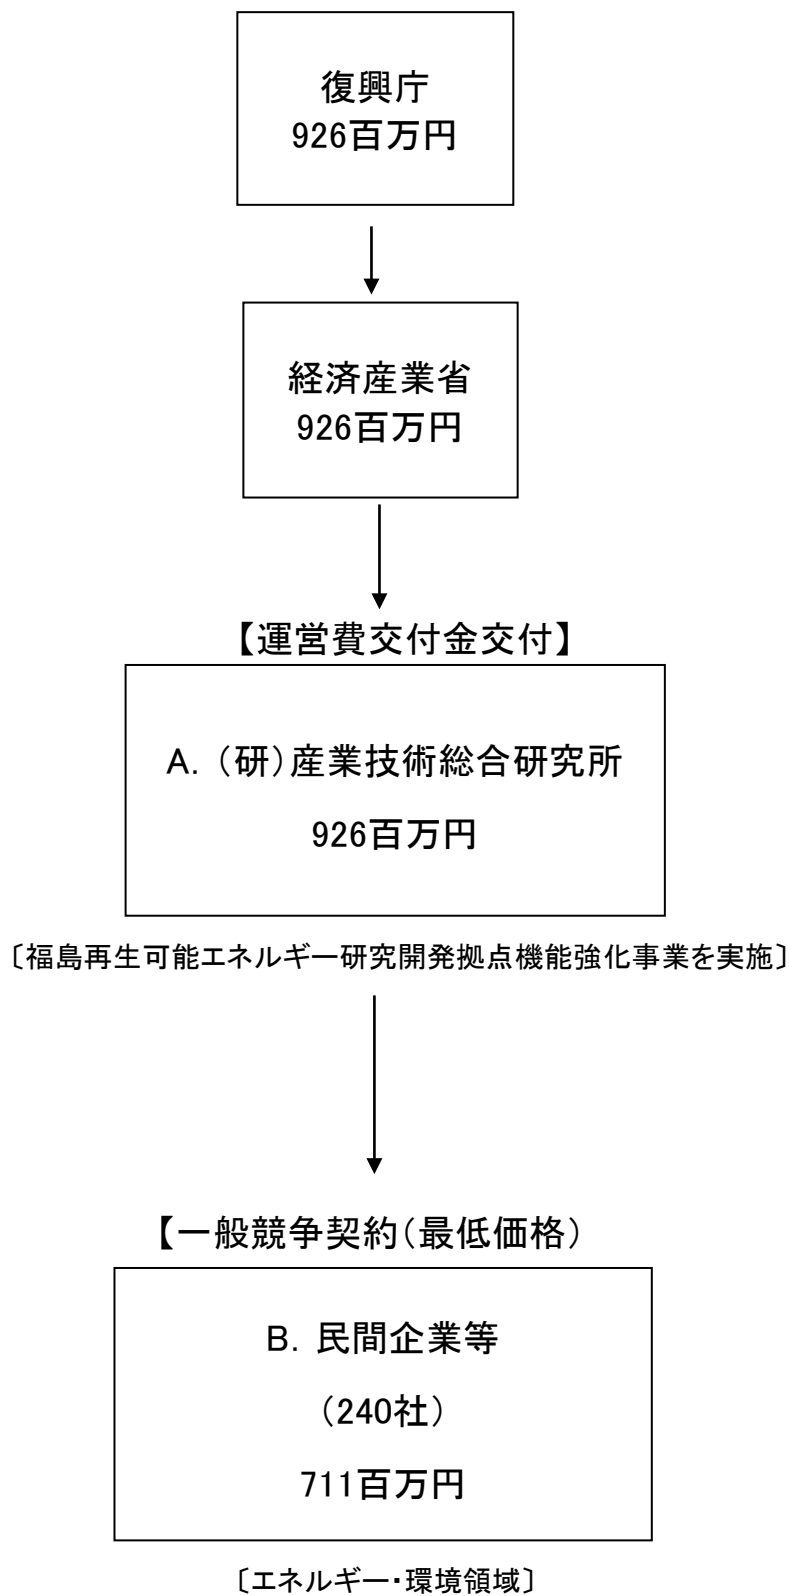 復興庁
926百万円
経済産業省
926百万円
【運営費交付金交付】
A．（研）産業技術総合研究所
926百万円
〔福島再生可能エネルギー研究開発拠点機能強化事業を実施〕
【一般競争契約（最低価格）
B．民間企業等
（240社）
711百万円
〔エネルギー・環境領域〕